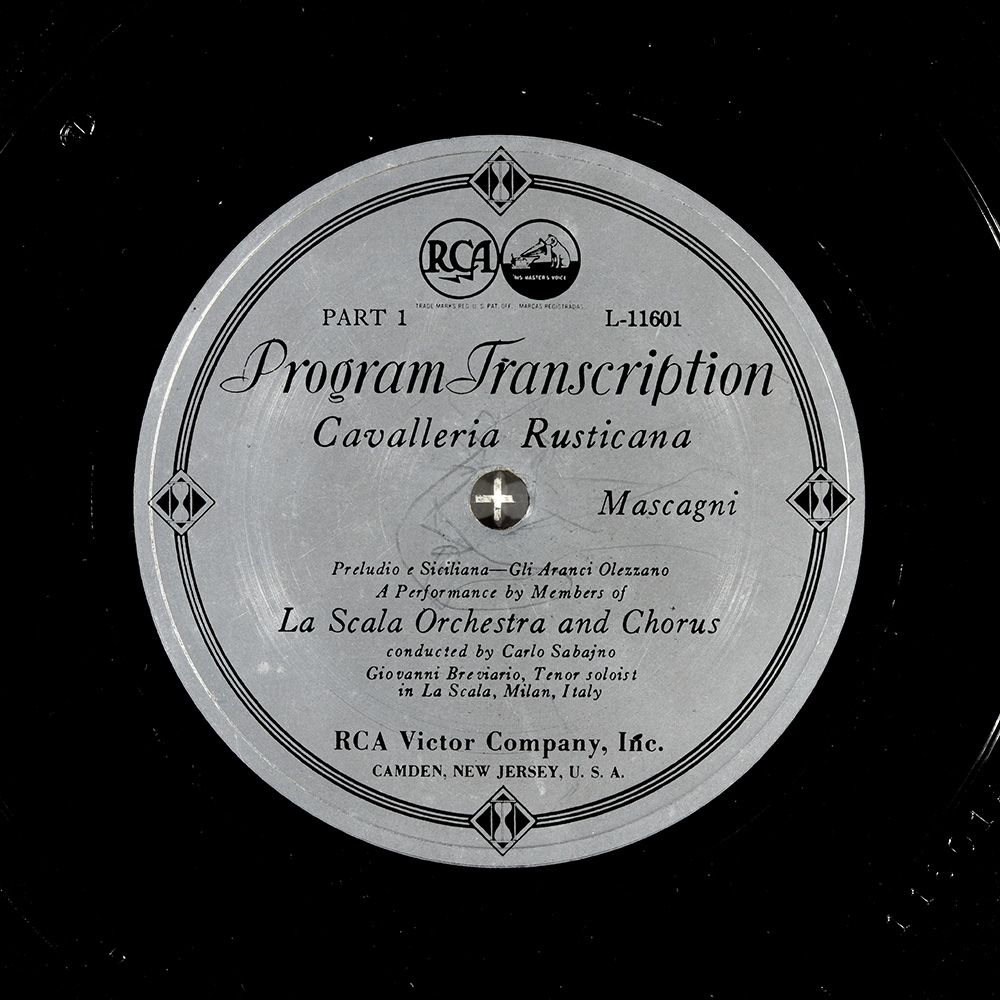 RCA
"HIS MASTER'S VOICE"
TRADE MARKS REG. U. S. PAT. OFF. MARCAS REGISTRADAS
PART 1 L-11601
Program Transcription
Cavalleria Rusticana
Mascagni
Preludio e Siciliana—Gli Aranci Olezzano
A Performance by Members of
La Scala Orchestra and Chorus
conducted by Carlo Sabajno
Giovanni Breviario, Tenor soloist
in La Scala, Milan, Italy
RCA Victor Company, Inc.
CAMDEN, NEW JERSEY, U. S. A.